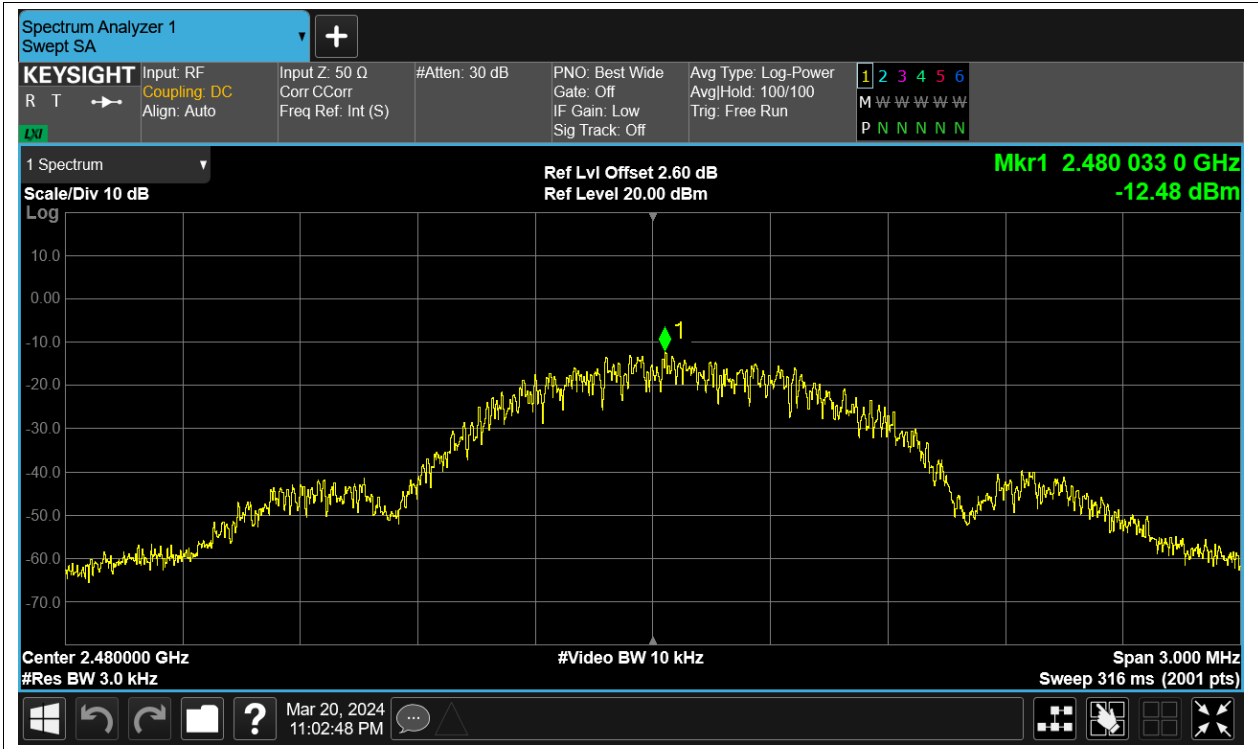 Spectrum Analyzer 1
Swept SA
+
KEYSIGHT
R T
LXI
Input: RF
Coupling: DC
Align: Auto
Input Z: 50 Ω
Corr CCorr
Freq Ref: Int (S)
#Atten: 30 dB
PNO: Best Wide
Gate: Off
IF Gain: Low
Sig Track: Off
Avg Type: Log-Power
Avg|Hold: 100/100
Trig: Free Run
1 2 3 4 5 6
M W W W W W
P N N N N N
1 Spectrum
Scale/Div 10 dB
Log
Ref Lvl Offset 2.60 dB
Ref Level 20.00 dBm
Mkr1 2.480 033 0 GHz
-12.48 dBm
10.0
0.00
-10.0
-20.0
-30.0
-40.0
-50.0
-60.0
-70.0
1
Center 2.480000 GHz
#Res BW 3.0 kHz
#Video BW 10 kHz
Span 3.000 MHz
Sweep 316 ms (2001 pts)
?
Mar 20, 2024
11:02:48 PM